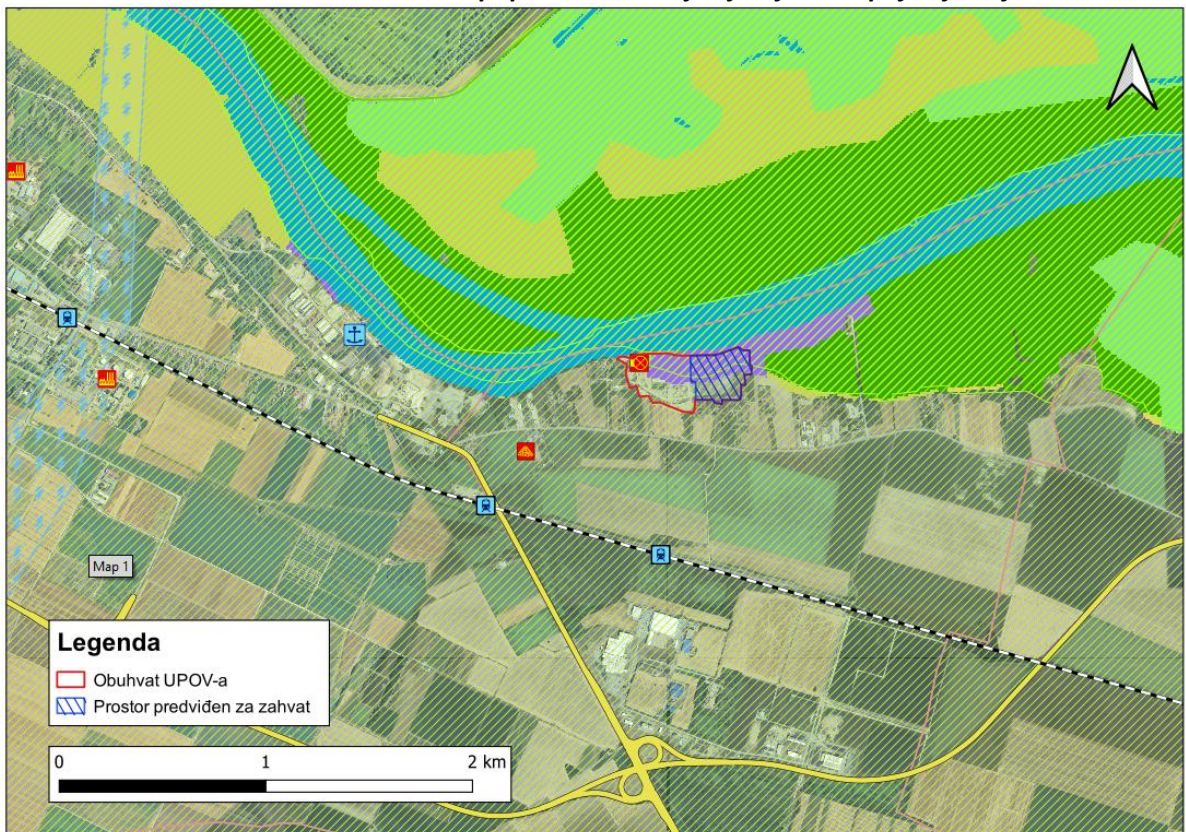 Map 1
Legenda
Obuhvat UPOV-a
Prostor predviđen za zahvat
0 1 2 km